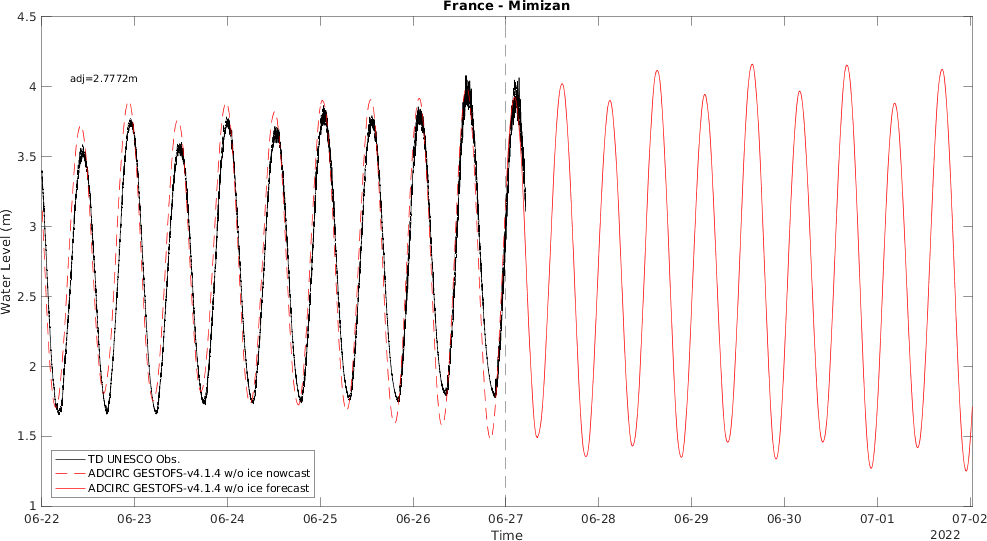 France - Mimizan
adj=2.7772m
Water Level (m)
4.5
4
3.5
3
2.5
2
1.5
1
TD UNESCO Obs.
ADCIRC GESTOFS-v4.1.4 w/o ice nowcast
ADCIRC GESTOFS-v4.1.4 w/o ice forecast
06-22 06-23 06-24 06-25 06-26 06-27 06-28 06-29 06-30 07-01 07-02
Time
2022